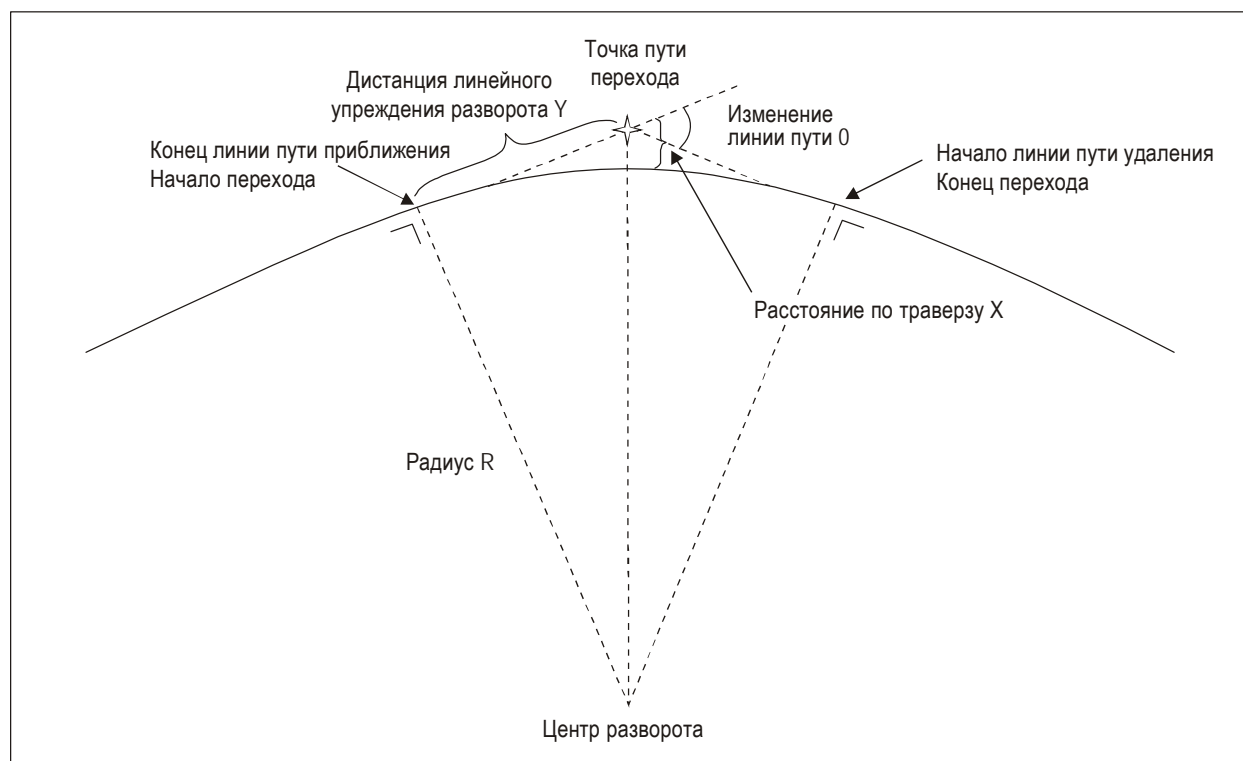 Точка пути
перехода
Дистанция линейного
упреждения разворота Y
Изменение
линии пути 0
Конец линии пути приближения
Начало перехода
Начало линии пути удаления
Конец перехода
Расстояние по траверзу X
Радиус R
Центр разворота